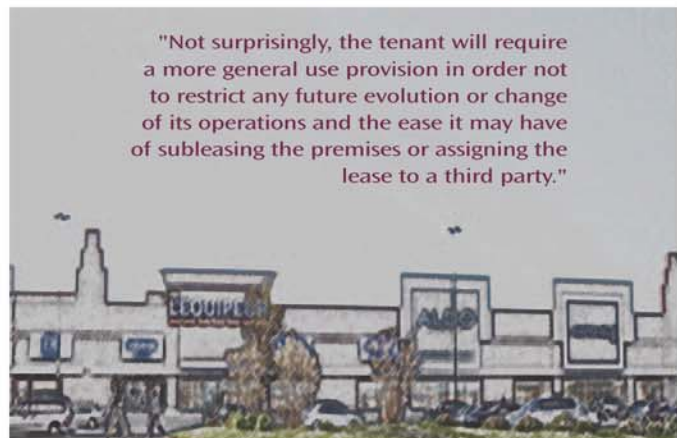 "Not surprisingly, the tenant will require
a more general use provision in order not
to restrict any future evolution or change
of its operations and the ease it may have
of subleasing the premises or assigning the
lease to a third party."
ALDO